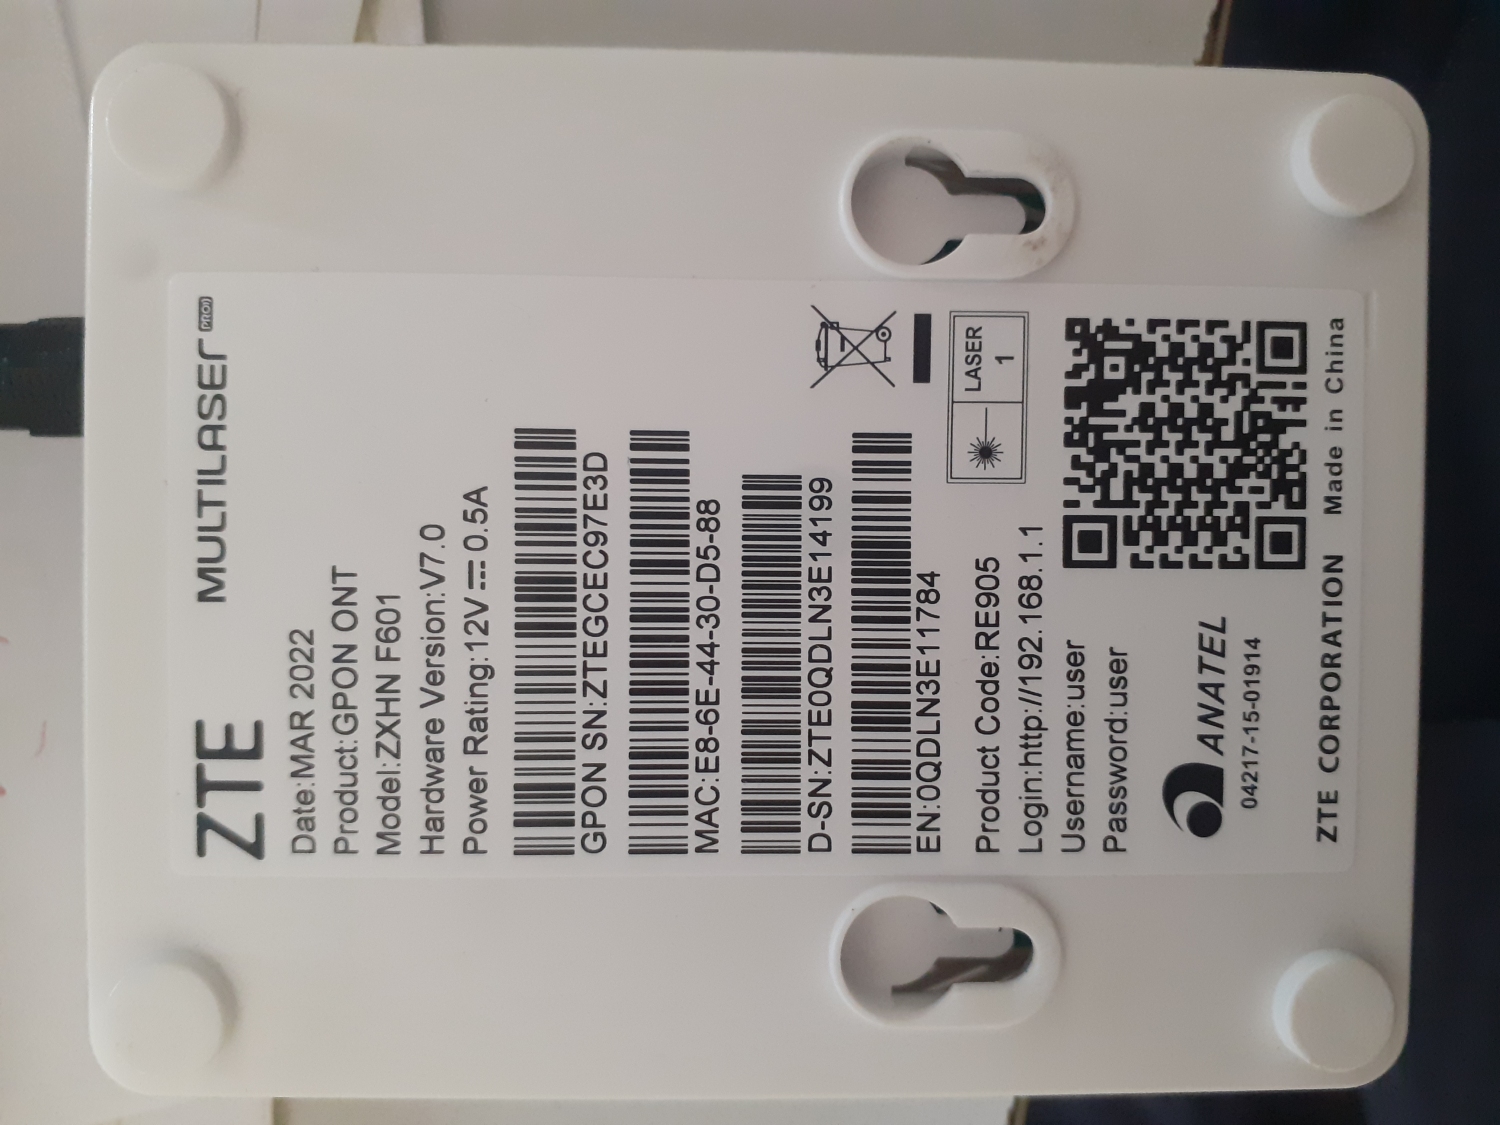 ZTE MULTILASER PRO
Date:MAR 2022
Product:GPON ONT
Model:ZXHN F601
Hardware Version:V7.0
Power Rating:12V⎓0.5A
GPON SN:ZTEGCEC97E3D
MAC:E8-6E-44-30-D5-88
D-SN:ZTE0QDLN3E14199
EN:0QDLN3E11784
Product Code:RE905
Login:http://192.168.1.1
Username:user
Password:user
LASER
1
ANATEL
04217-15-01914
ZTE CORPORATION Made in China